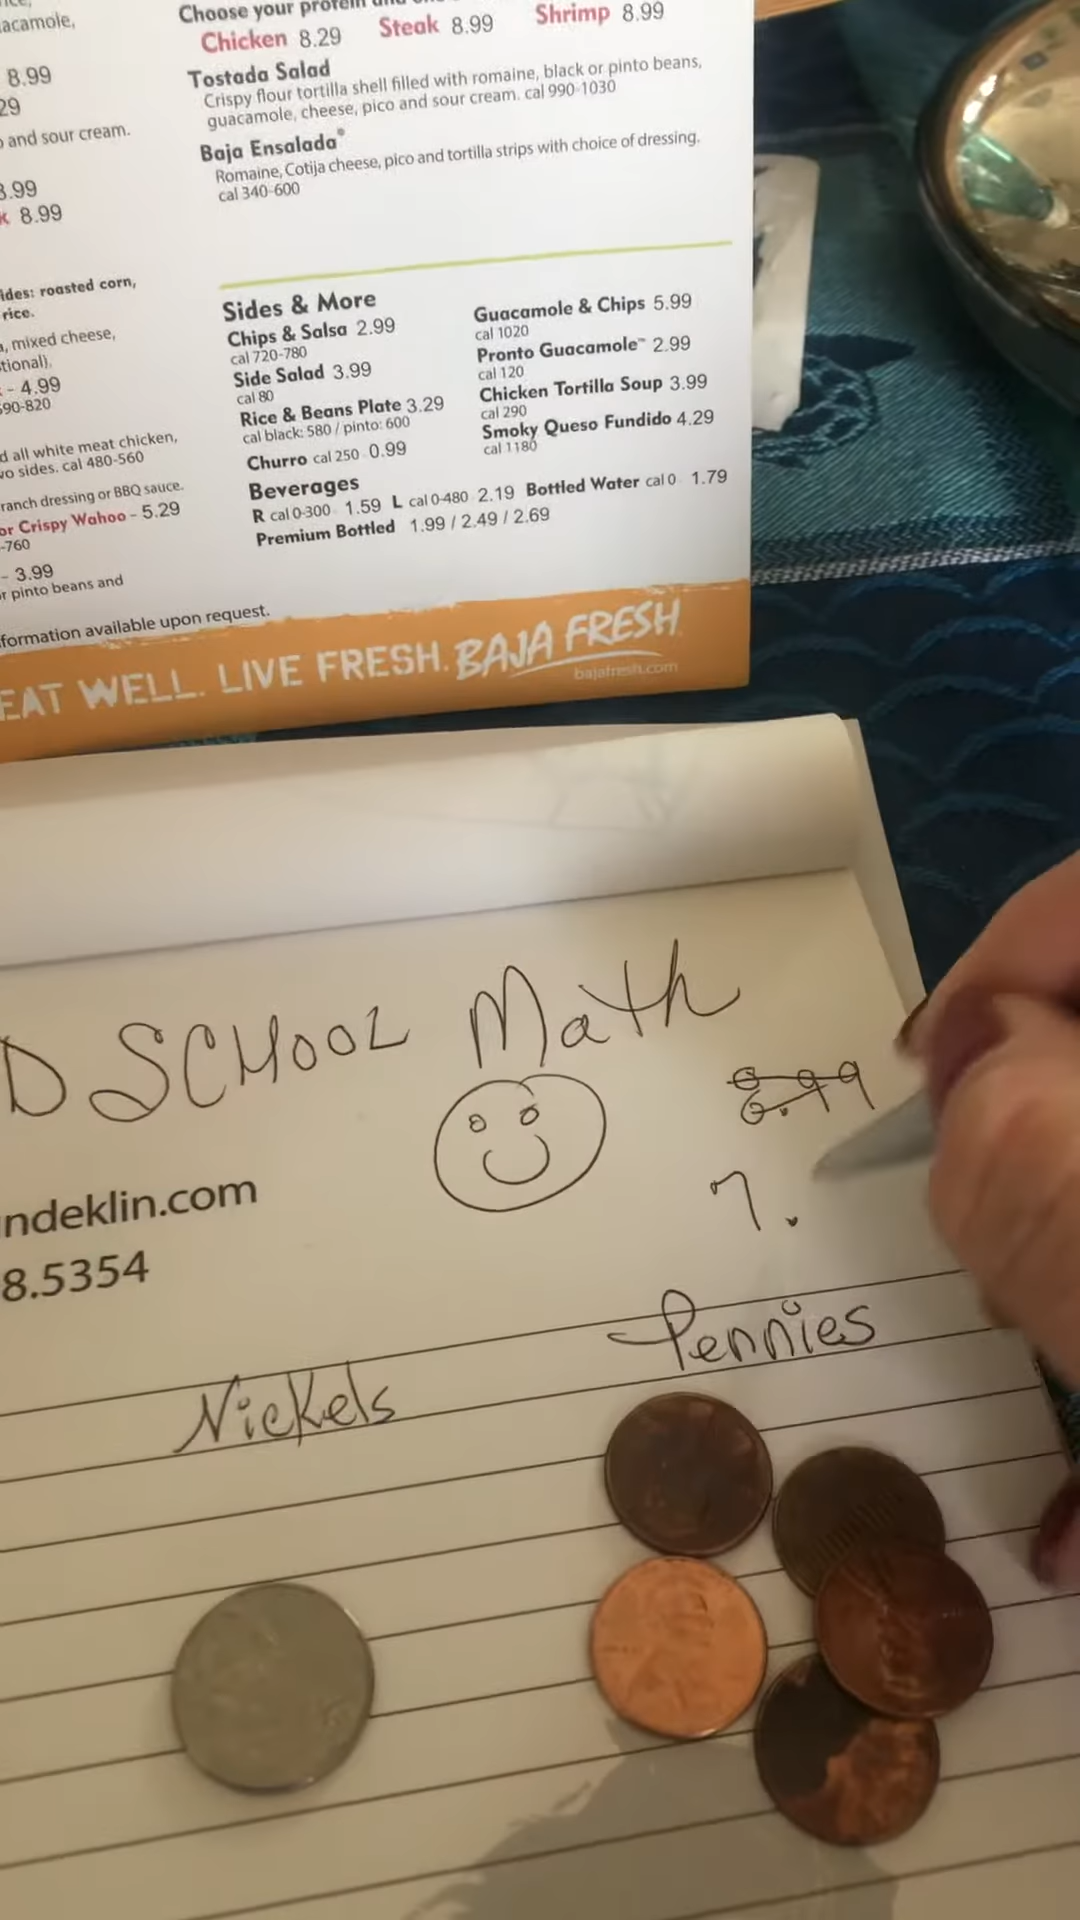 acamole,
8.99
29
and sour cream.
8.99
8.99
ides: roasted corn,
rice.
mixed cheese,
tional).
- 4.99
590-820
d all white meat chicken,
vo sides. cal 480-560
ranch dressing or BBQ sauce.
or Crispy Wahoo - 5.29
-760
- 3.99
or pinto beans and
formation available upon request.
Choose your protein
Chicken 8.29 Steak 8.99 Shrimp 8.99
Tostada Salad
Crispy flour tortilla shell filled with romaine, black or pinto beans,
guacamole, cheese, pico and sour cream. cal 990-1030
Baja Ensalada®
Romaine, Cotija cheese, pico and tortilla strips with choice of dressing.
cal 340-600
Sides & More
Chips & Salsa 2.99
cal 720-780
Side Salad 3.99
cal 80
Rice & Beans Plate 3.29
cal black: 580 / pinto: 600
Churro cal 250 0.99
Guacamole & Chips 5.99
cal 1020
Pronto Guacamole™ 2.99
cal 120
Chicken Tortilla Soup 3.99
cal 290
Smoky Queso Fundido 4.29
cal 1180
Beverages
R cal 0-300 1.59 L cal 0-480 2.19 Bottled Water cal 0 1.79
Premium Bottled 1.99 / 2.49 / 2.69
EAT WELL. LIVE FRESH. BAJA FRESH
bajafresh.com
D SCHOOL Math
7.
ndeklin.com
8.5354
Nickels Pennies